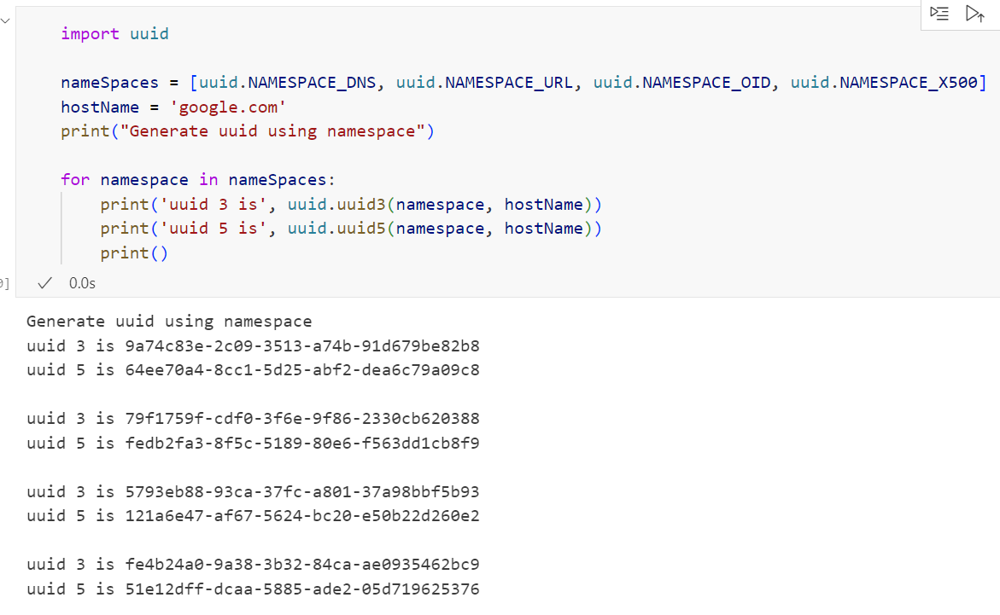 import uuid
nameSpaces = [uuid.NAMESPACE_DNS, uuid.NAMESPACE_URL, uuid.NAMESPACE_OID, uuid.NAMESPACE_X500]
hostName = 'google.com'
print("Generate uuid using namespace")
for namespace in nameSpaces:
    print('uuid 3 is', uuid.uuid3(namespace, hostName))
    print('uuid 5 is', uuid.uuid5(namespace, hostName))
    print()
] ✓ 0.0s
Generate uuid using namespace
uuid 3 is 9a74c83e-2c09-3513-a74b-91d679be82b8
uuid 5 is 64ee70a4-8cc1-5d25-abf2-dea6c79a09c8
uuid 3 is 79f1759f-cdf0-3f6e-9f86-2330cb620388
uuid 5 is fedb2fa3-8f5c-5189-80e6-f563dd1cb8f9
uuid 3 is 5793eb88-93ca-37fc-a801-37a98bbf5b93
uuid 5 is 121a6e47-af67-5624-bc20-e50b22d260e2
uuid 3 is fe4b24a0-9a38-3b32-84ca-ae0935462bc9
uuid 5 is 51e12dff-dcaa-5885-ade2-05d719625376